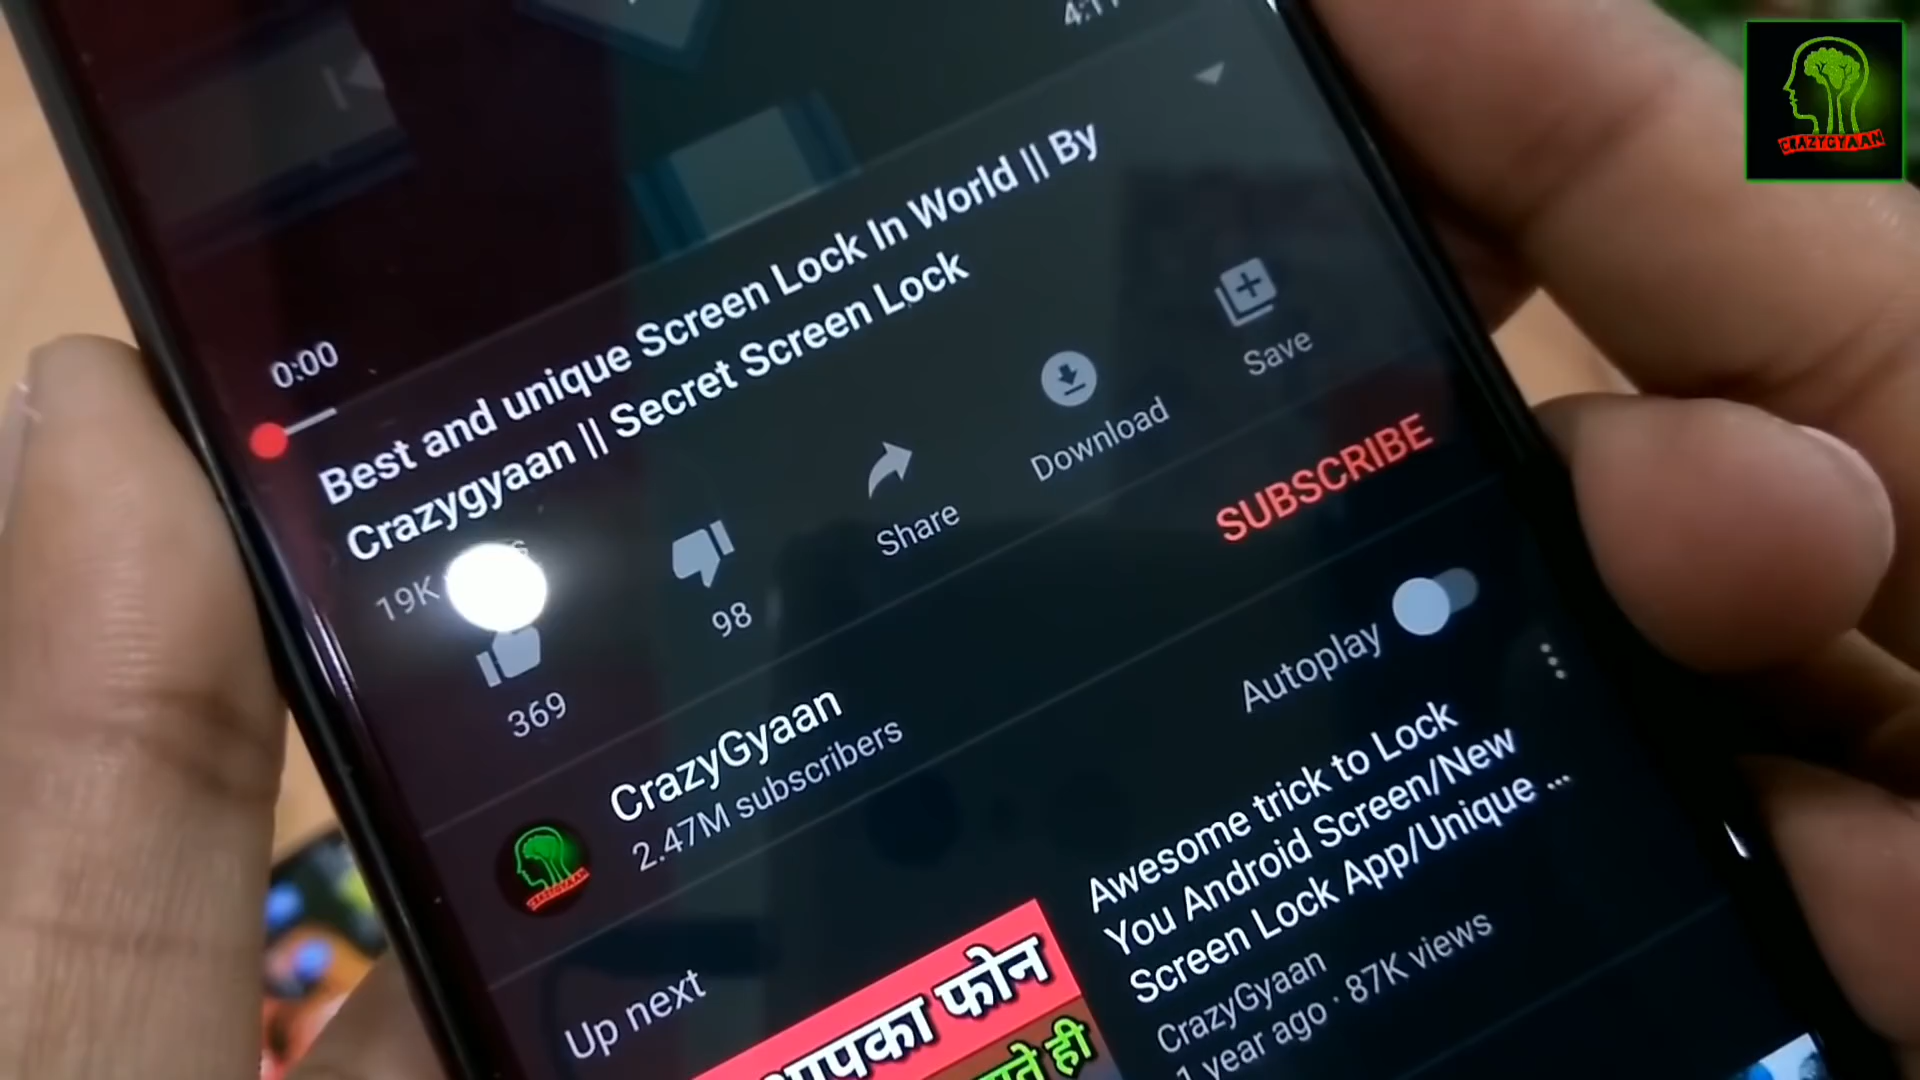 CRAZYGYAAN
0:00
Best and unique Screen Lock In World || By
Crazygyaan || Secret Screen Lock
19K
369
98
Share
Download
Save
CrazyGyaan
2.47M subscribers
SUBSCRIBE
Up next
Autoplay
आपका फोन
ही
Awesome trick to Lock
You Android Screen/New
Screen Lock App/Unique ...
CrazyGyaan
1 year ago · 87K views